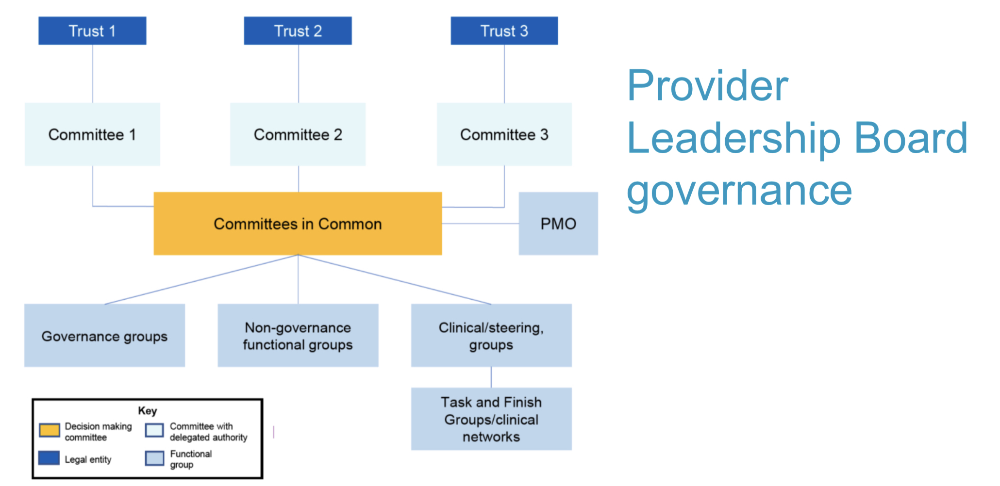 Trust 1
Trust 2
Trust 3
Provider
Leadership Board
governance
Committee 1
Committee 2
Committee 3
Committees in Common
PMO
Governance groups
Non-governance
functional groups
Clinical/steering,
groups
Task and Finish
Groups/clinical
networks
Key
Decision making
committee
Committee with
delegated authority
Legal entity
Functional
group